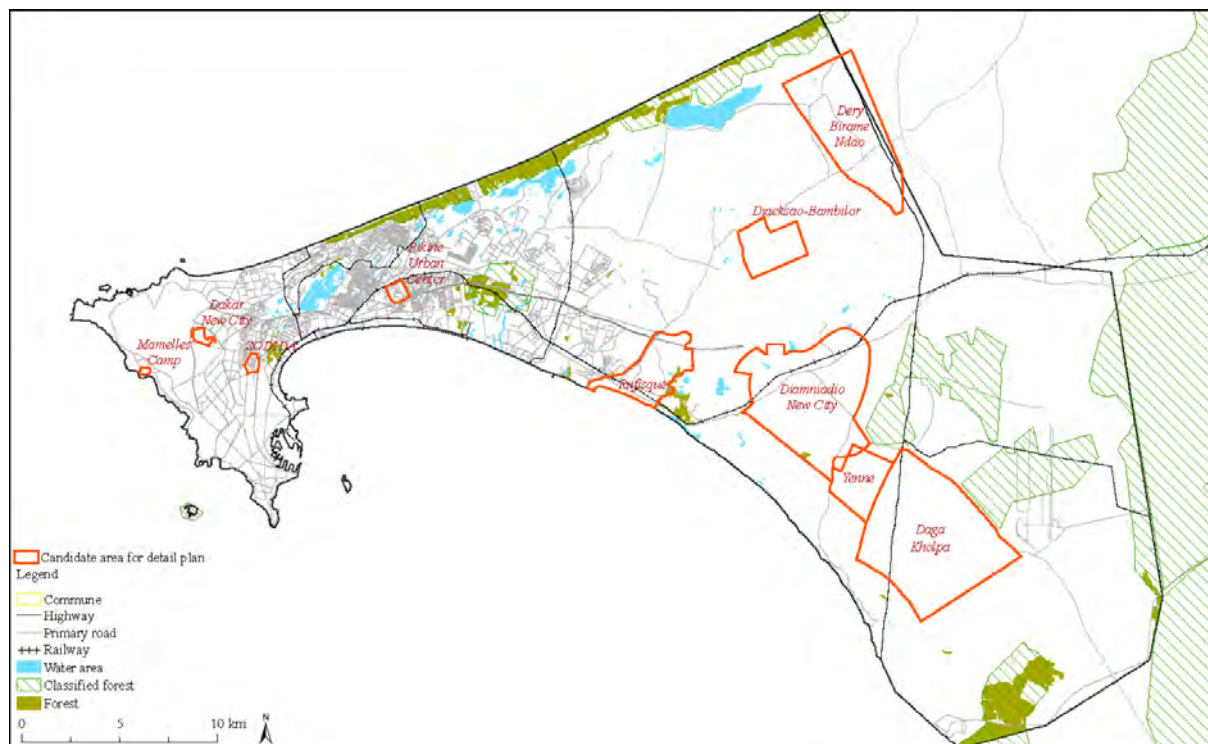 Dery
Birame
Ndao
Djacksao-Bambilor
Pikine
Urban
Center
Dakar
New City
Mamelles
Camp
Rufisque
Diamniadio
New City
Yenne
Daga
Kholpa
Candidate area for detail plan
Legend
Commune
Highway
Primary road
Railway
Water area
Classified forest
Forest
0 5 10 km
N